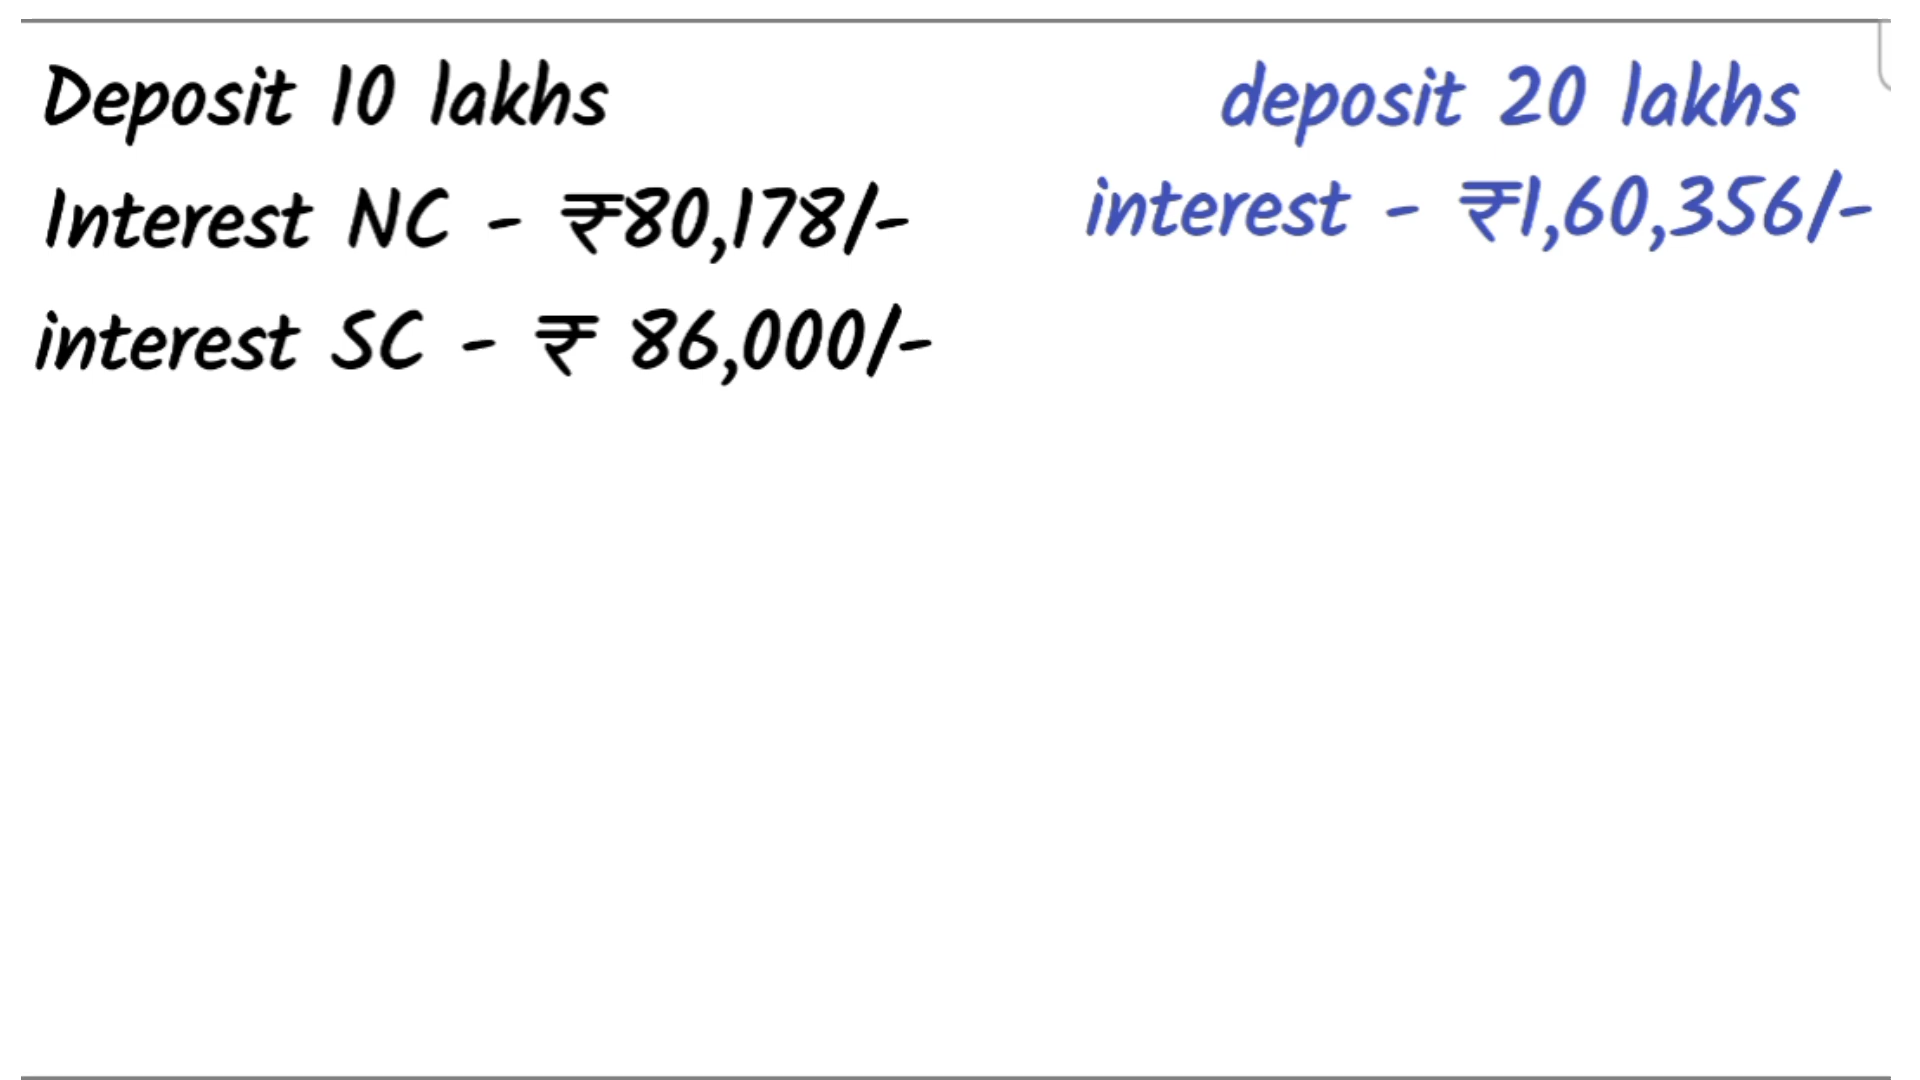 Deposit 10 lakhs
Interest NC - ₹80,178/-
interest SC - ₹ 86,000/-
deposit 20 lakhs
interest - ₹1,60,356/-